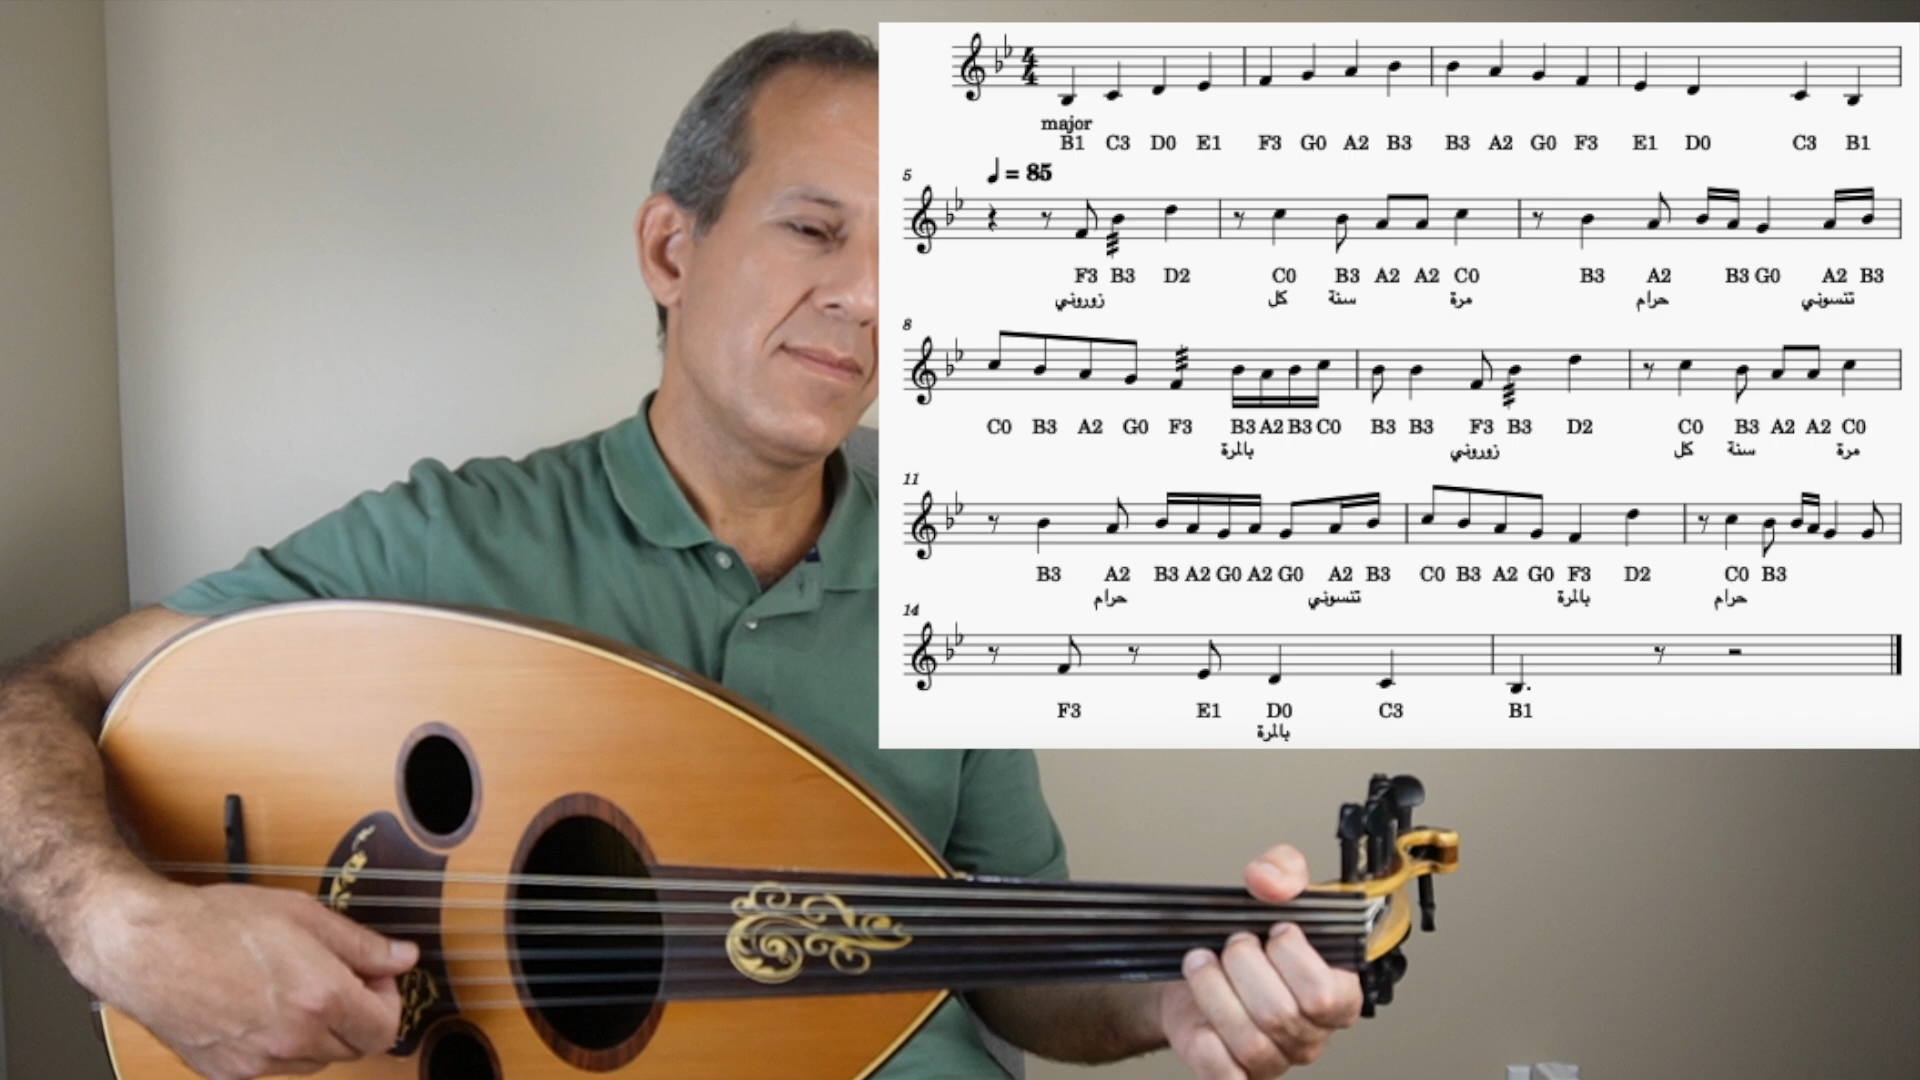 4 4
major
B1 C3 D0 E1 F3 G0 A2 B3 B3 A2 G0 F3 E1 D0 C3 B1
5 ♩ = 85
F3 B3 D2 C0 B3 A2 A2 C0 B3 A2 B3 G0 A2 B3
زوروني كل سنة مرة حرام تنسوني
8
C0 B3 A2 G0 F3 B3 A2 B3 C0 B3 B3 F3 B3 D2 C0 B3 A2 A2 C0
بالمرة زوروني كل سنة مرة
11
B3 A2 B3 A2 G0 A2 G0 A2 B3 C0 B3 A2 G0 F3 D2 C0 B3
حرام تنسوني بالمرة حرام
14
F3 E1 D0 C3 B1
بالمرة